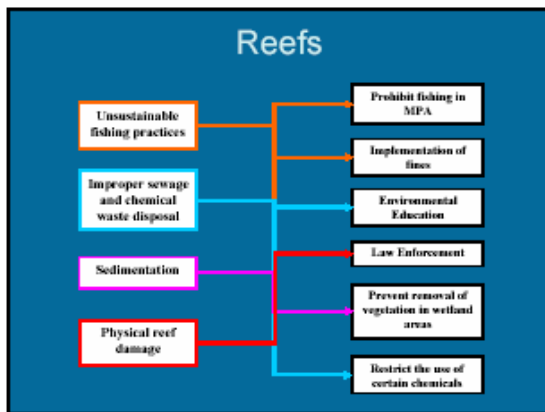 Reefs
Unsustainable
fishing practices
Improper sewage
and chemical
waste disposal
Sedimentation
Physical reef
damage
Prohibit fishing in
MPA
Implementation of
fines
Environmental
Education
Law Enforcement
Prevent removal of
vegetation in wetland
areas
Restrict the use of
certain chemicals